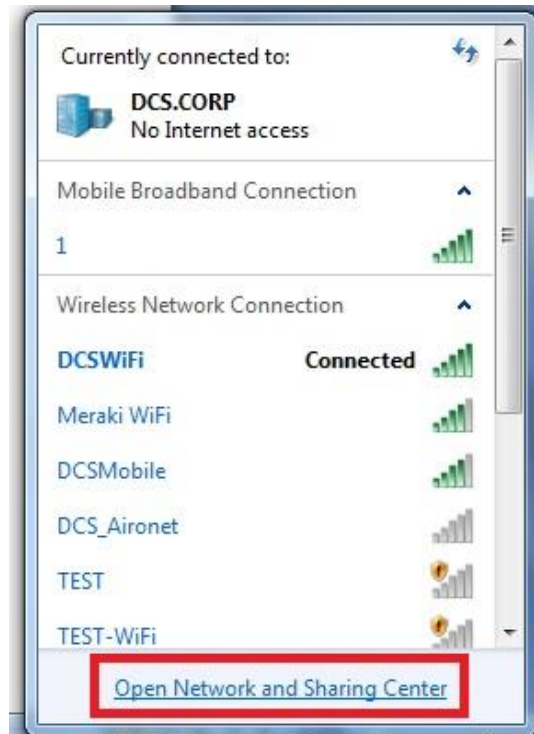 Currently connected to:
DCS.CORP
No Internet access
Mobile Broadband Connection
1
Wireless Network Connection
DCSWiFi Connected
Meraki WiFi
DCSMobile
DCS_Aironet
TEST
TEST-WiFi
Open Network and Sharing Center